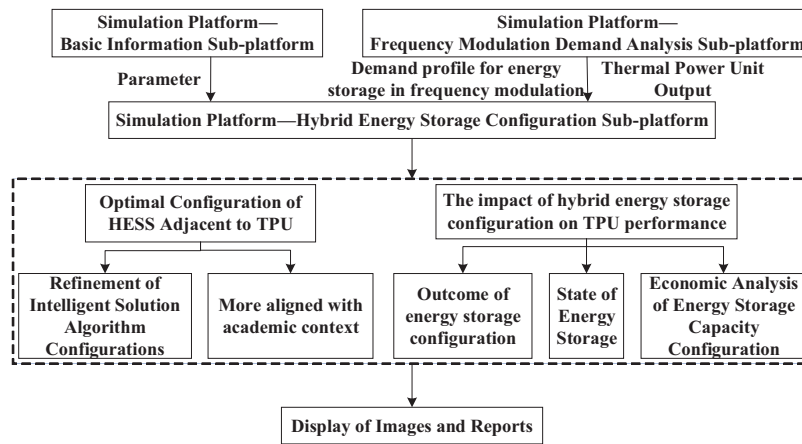 Simulation Platform—
Basic Information Sub-platform
Simulation Platform—
Frequency Modulation Demand Analysis Sub-platform
Parameter
Demand profile for energy
storage in frequency modulation
Thermal Power Unit
Output
Simulation Platform—Hybrid Energy Storage Configuration Sub-platform
Optimal Configuration of
HESS Adjacent to TPU
The impact of hybrid energy storage
configuration on TPU performance
Refinement of
Intelligent Solution
Algorithm
Configurations
More aligned with
academic context
Outcome of
energy storage
configuration
State of
Energy
Storage
Economic Analysis
of Energy Storage
Capacity
Configuration
Display of Images and Reports